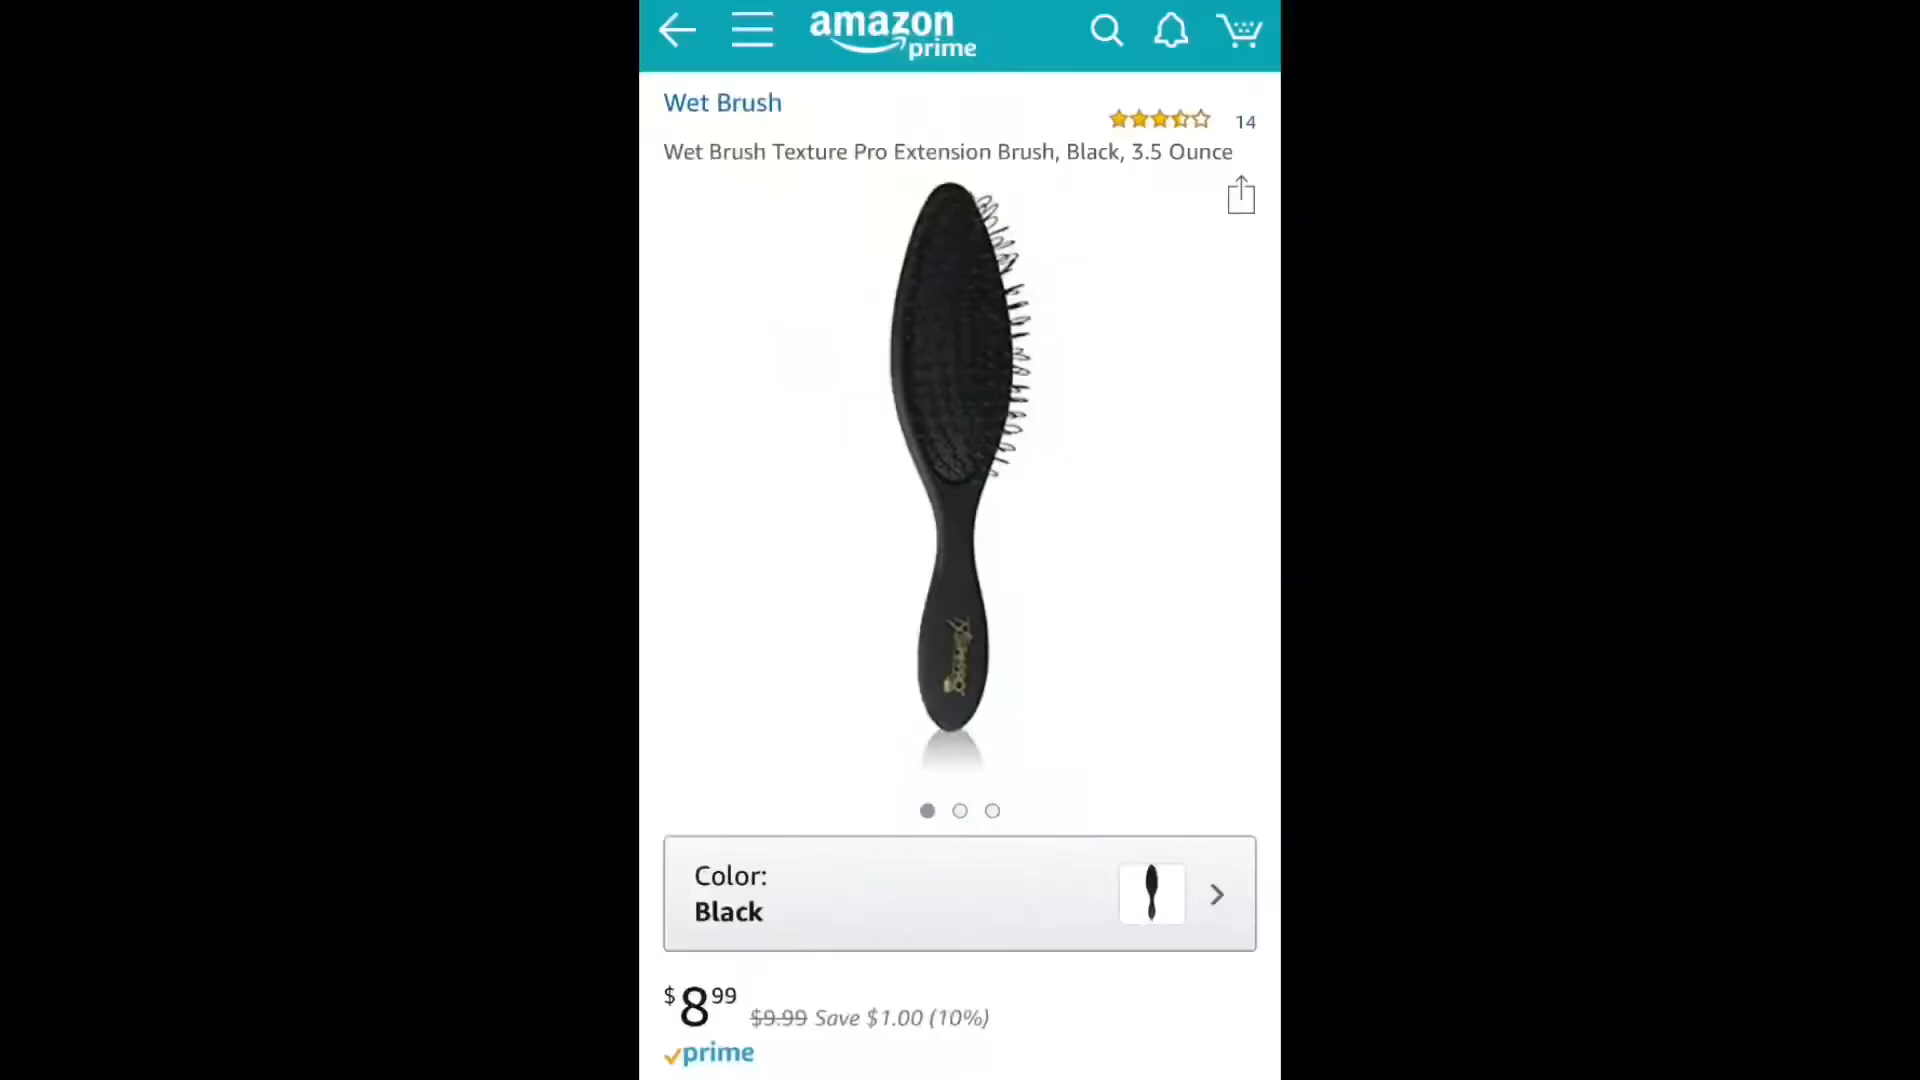 amazon
prime
Wet Brush
14
Wet Brush Texture Pro Extension Brush, Black, 3.5 Ounce
Color:
Black
$8 99 $9.99 Save $1.00 (10%)
prime